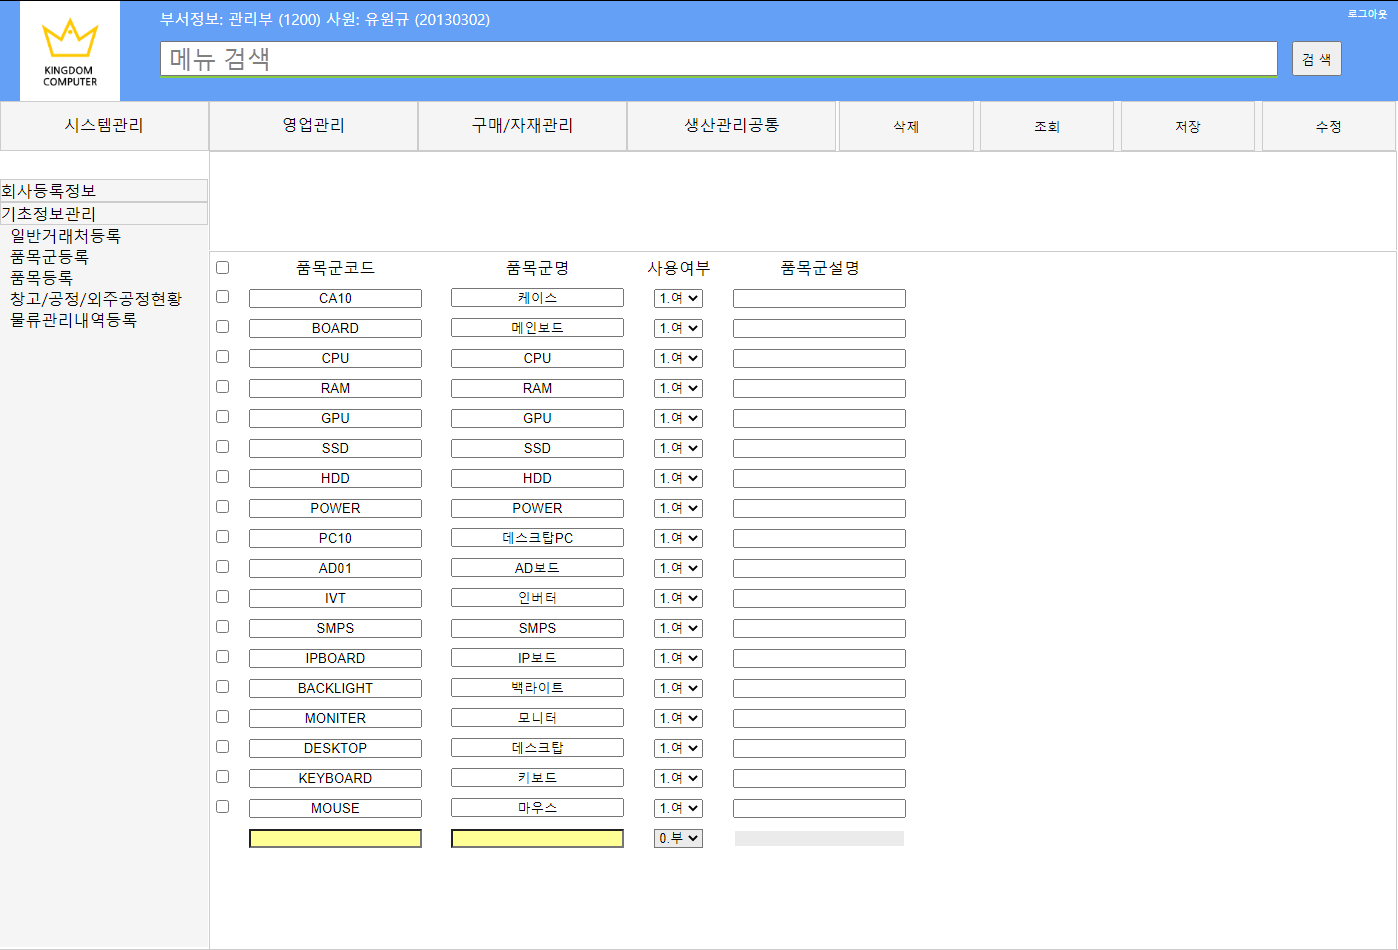 부서정보: 관리부 (1200) 사원: 유원규 (20130302)
로그아웃
KINGDOM
COMPUTER
메뉴 검색
검 색
시스템관리 영업관리 구매/자재관리 생산관리공통 삭제 조회 저장 수정
회사등록정보
기초정보관리
일반거래처등록
품목군등록
품목등록
창고/공정/외주공정현황
물류관리내역등록
품목군코드 품목군명 사용여부 품목군설명
CA10 케이스 1.여
BOARD 메인보드 1.여
CPU CPU 1.여
RAM RAM 1.여
GPU GPU 1.여
SSD SSD 1.여
HDD HDD 1.여
POWER POWER 1.여
PC10 데스크탑PC 1.여
AD01 AD보드 1.여
IVT 인버터 1.여
SMPS SMPS 1.여
IPBOARD IP보드 1.여
BACKLIGHT 백라이트 1.여
MONITER 모니터 1.여
DESKTOP 데스크탑 1.여
KEYBOARD 키보드 1.여
MOUSE 마우스 1.여
0.부